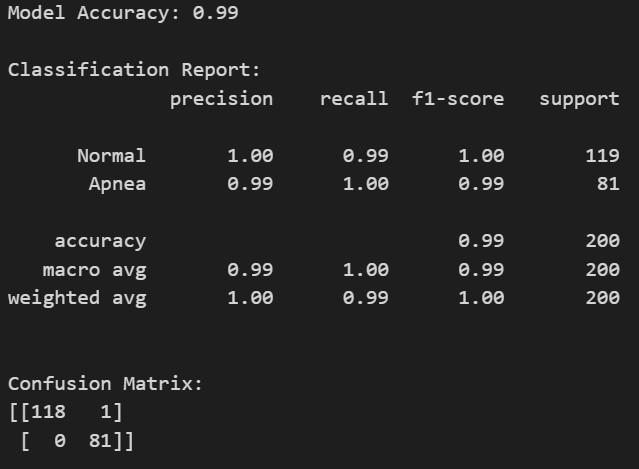 Model Accuracy: 0.99
Classification Report:
precision recall f1-score support
Normal 1.00 0.99 1.00 119
Apnea 0.99 1.00 0.99 81
accuracy 0.99 200
macro avg 0.99 1.00 0.99 200
weighted avg 1.00 0.99 1.00 200
Confusion Matrix:
[[118 1]
[ 0 81]]